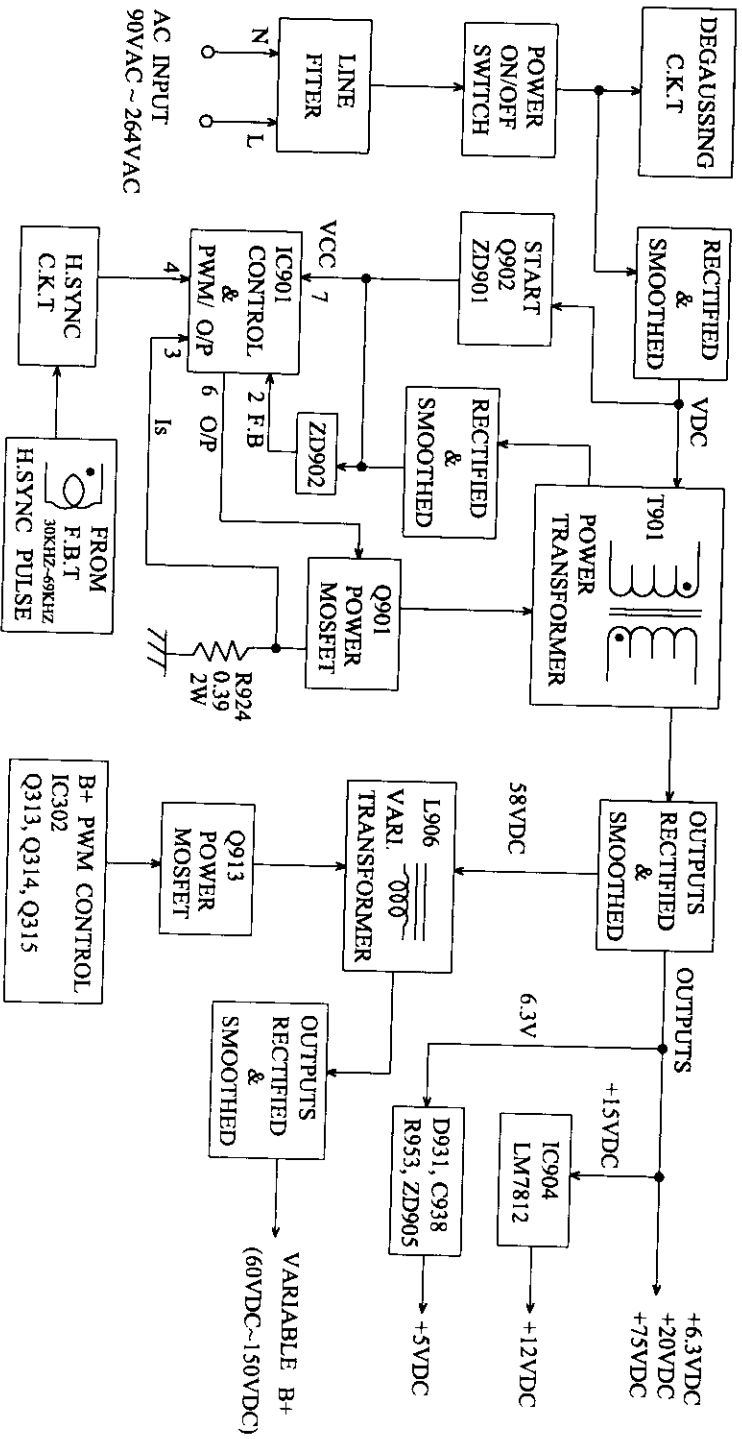 DEGAUSSING
C.K.T
POWER
ON/OFF
SWITCH
LINE
FITER
N
L
AC INPUT
90VAC ~ 264VAC
RECTIFIED
&
SMOOTHED
VDC
START
Q902
ZD901
VCC
7
IC901
CONTROL
&
PWM/ O/P
4
3
6 O/P
2 F.B
Is
ZD902
RECTIFIED
&
SMOOTHED
H.SYNC
C.K.T
FROM
F.B.T
30KHZ~69KHZ
H.SYNC PULSE
T901
POWER
TRANSFORMER
Q901
POWER
MOSFET
R924
0.39
2W
OUTPUTS
RECTIFIED
&
SMOOTHED
OUTPUTS
58VDC
L906
VARI.
TRANSFORMER
Q913
POWER
MOSFET
B+ PWM CONTROL
IC302
Q313, Q314, Q315
OUTPUTS
RECTIFIED
&
SMOOTHED
VARIABLE B+
(60VDC~150VDC)
6.3V
D931, C938
R953, ZD905
+5VDC
+15VDC
IC904
LM7812
+12VDC
+6.3VDC
+20VDC
+75VDC